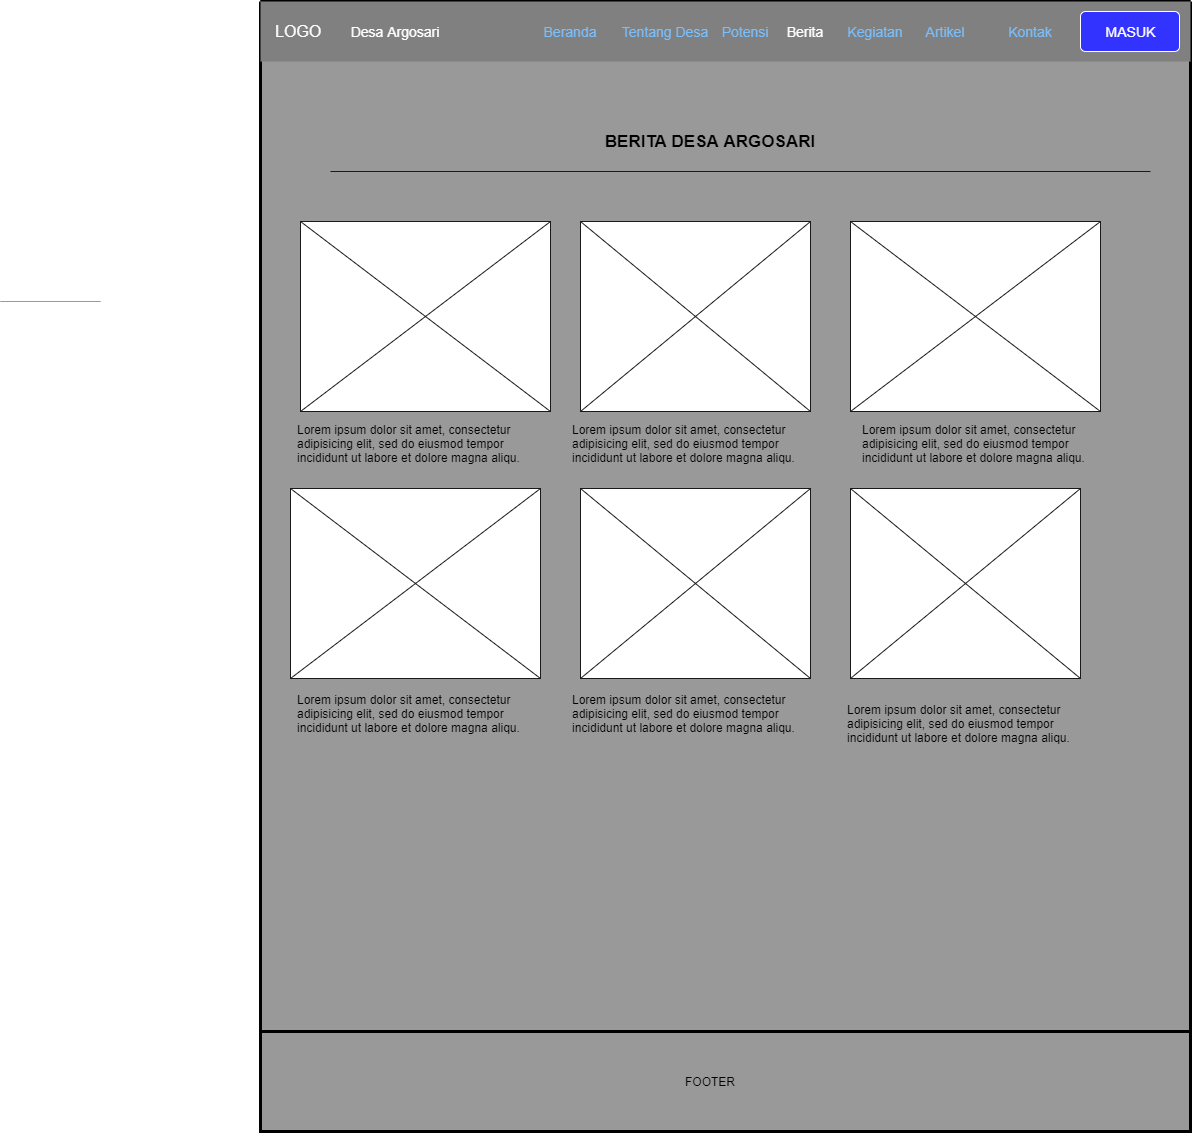 LOGO Desa Argosari Beranda Tentang Desa Potensi Berita Kegiatan Artikel Kontak MASUK
BERITA DESA ARGOSARI
Lorem ipsum dolor sit amet, consectetur
adipisicing elit, sed do eiusmod tempor
incididunt ut labore et dolore magna aliqu.
Lorem ipsum dolor sit amet, consectetur
adipisicing elit, sed do eiusmod tempor
incididunt ut labore et dolore magna aliqu.
Lorem ipsum dolor sit amet, consectetur
adipisicing elit, sed do eiusmod tempor
incididunt ut labore et dolore magna aliqu.
Lorem ipsum dolor sit amet, consectetur
adipisicing elit, sed do eiusmod tempor
incididunt ut labore et dolore magna aliqu.
Lorem ipsum dolor sit amet, consectetur
adipisicing elit, sed do eiusmod tempor
incididunt ut labore et dolore magna aliqu.
Lorem ipsum dolor sit amet, consectetur
adipisicing elit, sed do eiusmod tempor
incididunt ut labore et dolore magna aliqu.
FOOTER